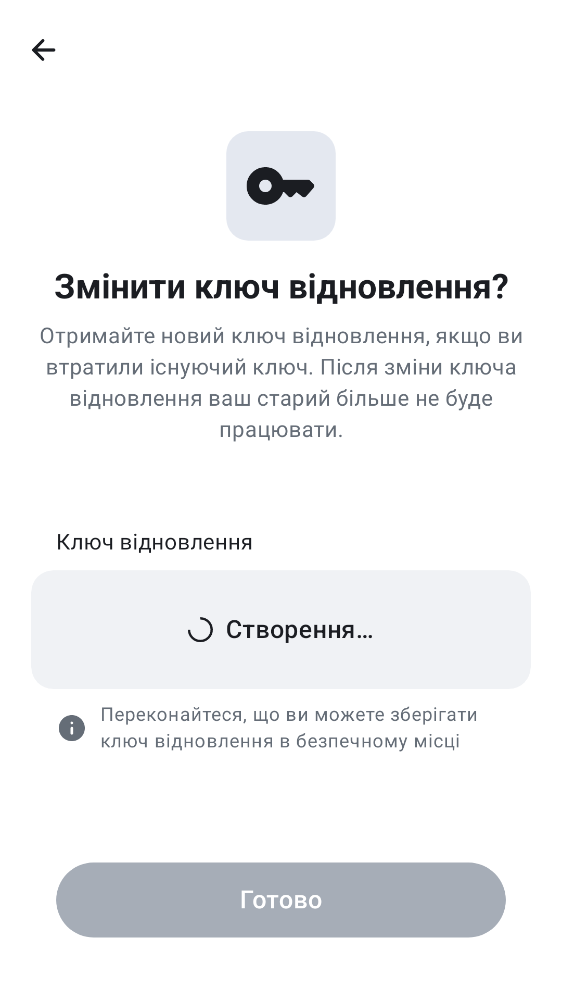 Змінити ключ відновлення?
Отримайте новий ключ відновлення, якщо ви
втратили існуючий ключ. Після зміни ключа
відновлення ваш старий більше не буде
працювати.
Ключ відновлення
Створення…
Переконайтеся, що ви можете зберігати
ключ відновлення в безпечному місці
Готово